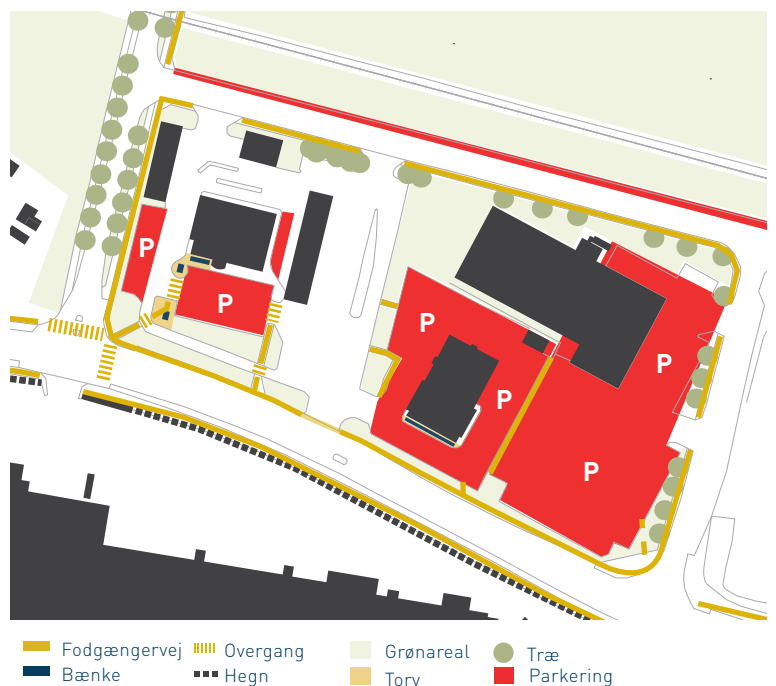 P
P
P
P
P
P
Fodgængervej
Overgang
Grønareal
Træ
Bænke
Hegn
Torv
Parkering